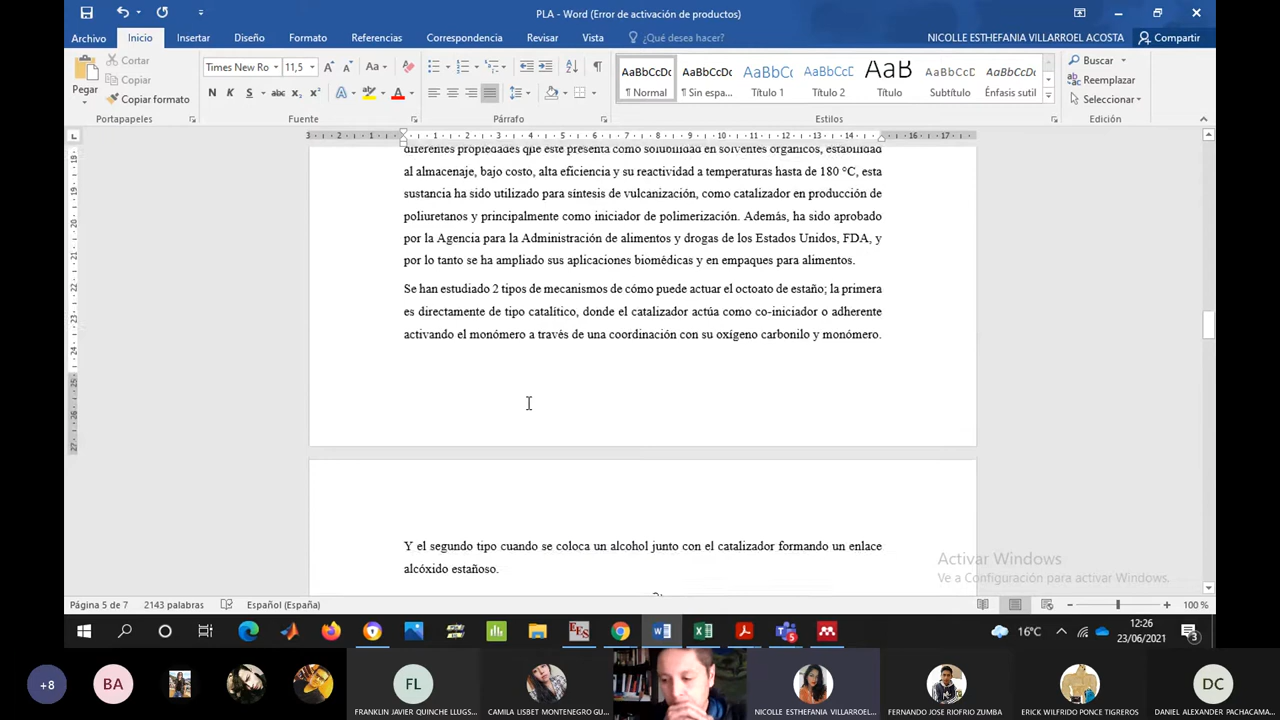 PLA - Word (Error de activación de productos)
Archivo Inicio Insertar Diseño Formato Referencias Correspondencia Revisar Vista ¿Qué desea hacer? NICOLLE ESTHEFANIA VILLARROEL ACOSTA Compartir
Pegar
Cortar
Copiar
Copiar formato
Portapapeles
Times New Ro 11,5
N K S abc x₂ x²
Fuente
Párrafo
AaBbCcDc AaBbCcDc AaBbCc AaBbCcD AaB AaBbCcD AaBbCcDc
¶ Normal ¶ Sin espa... Título 1 Título 2 Título Subtítulo Énfasis sutil
Estilos
Buscar
Reemplazar
Seleccionar
Edición
diferentes propiedades que este presenta como solubilidad en solventes orgánicos, estabilidad
al almacenaje, bajo costo, alta eficiencia y su reactividad a temperaturas hasta de 180 °C, esta
sustancia ha sido utilizado para síntesis de vulcanización, como catalizador en producción de
poliuretanos y principalmente como iniciador de polimerización. Además, ha sido aprobado
por la Agencia para la Administración de alimentos y drogas de los Estados Unidos, FDA, y
por lo tanto se ha ampliado sus aplicaciones biomédicas y en empaques para alimentos.
Se han estudiado 2 tipos de mecanismos de cómo puede actuar el octoato de estaño; la primera
es directamente de tipo catalítico, donde el catalizador actúa como co-iniciador o adherente
activando el monómero a través de una coordinación con su oxígeno carbonilo y monómero.
Y el segundo tipo cuando se coloca un alcohol junto con el catalizador formando un enlace
alcóxido estañoso.
Activar Windows
Ve a Configuración para activar Windows.
Página 5 de 7 2143 palabras Español (España) 100 %
16°C
12:26
23/06/2021
3
+8
BA
FL
DC
FRANKLIN JAVIER QUINCHE LLUGS... CAMILA LISBET MONTENEGRO GU... NICOLLE ESTHEFANIA VILLARROEL... FERNANDO JOSE RIOFRIO ZUMBA ERICK WILFRIDO PONCE TIGREROS DANIEL ALEXANDER PACHACAMA...